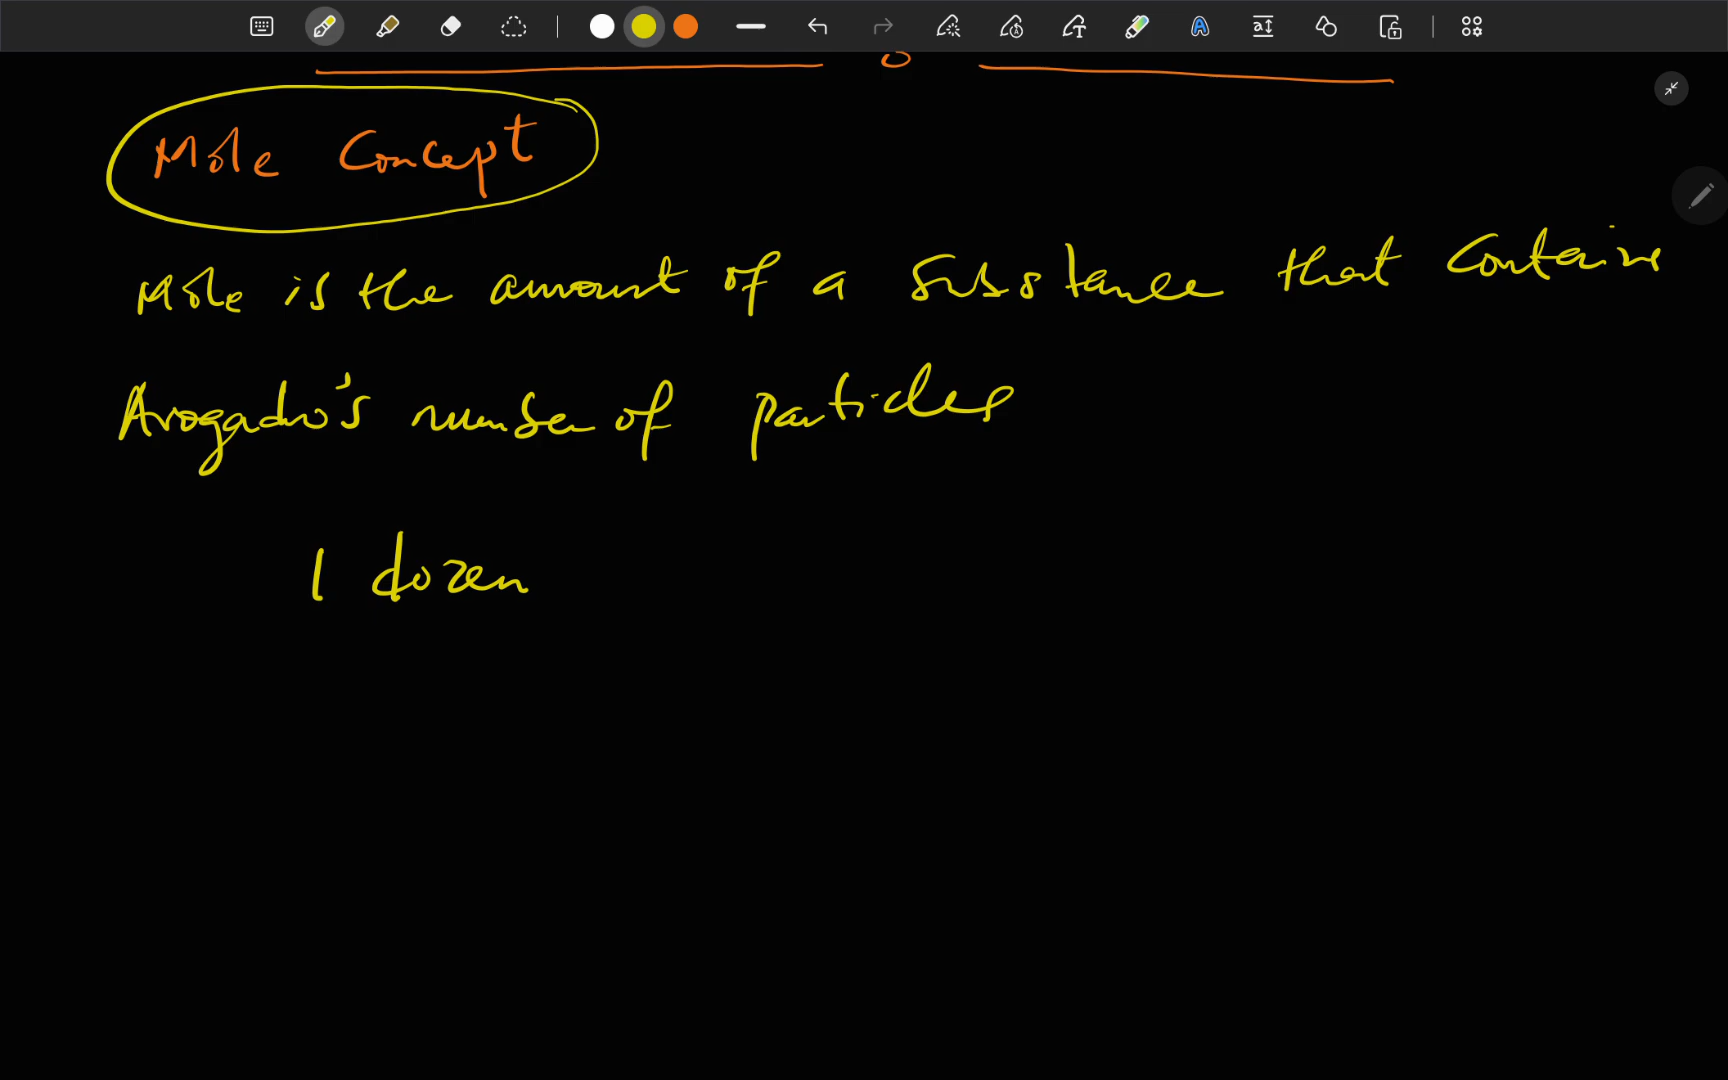 Mole Concept
Mole is the amount of a substance that contains
Avogadro's number of particles
1 dozen